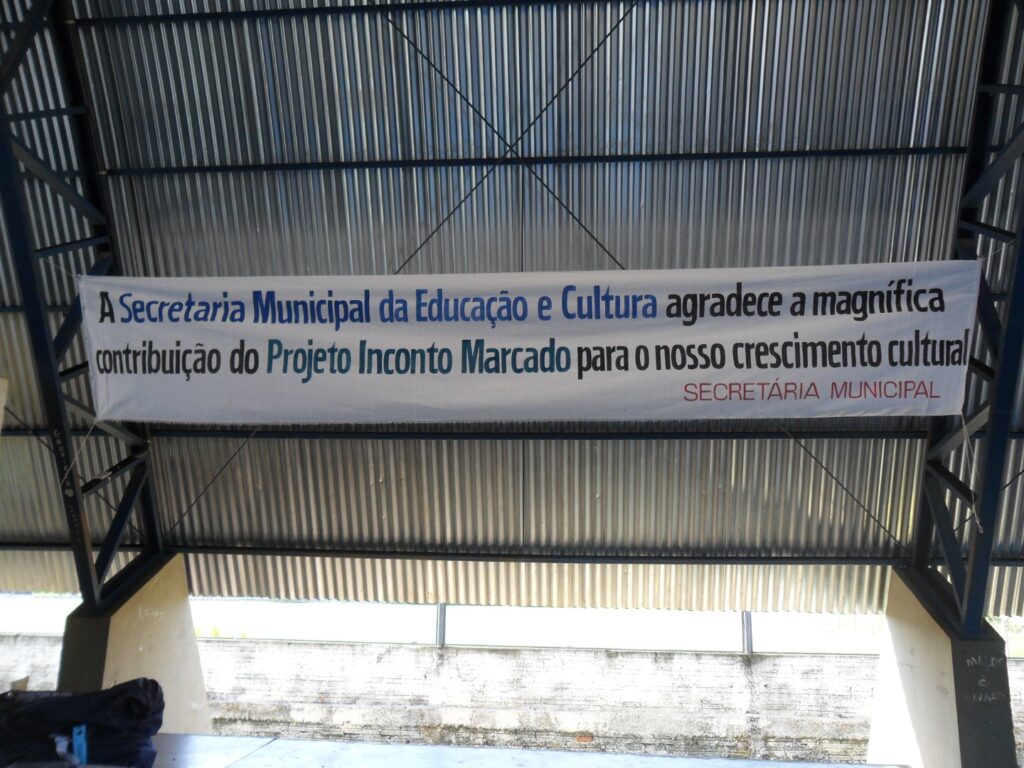 A Secretaria Municipal da Educação e Cultura agradece a magnífica
contribuição do Projeto Inconto Marcado para o nosso crescimento cultural
SECRETÁRIA MUNICIPAL